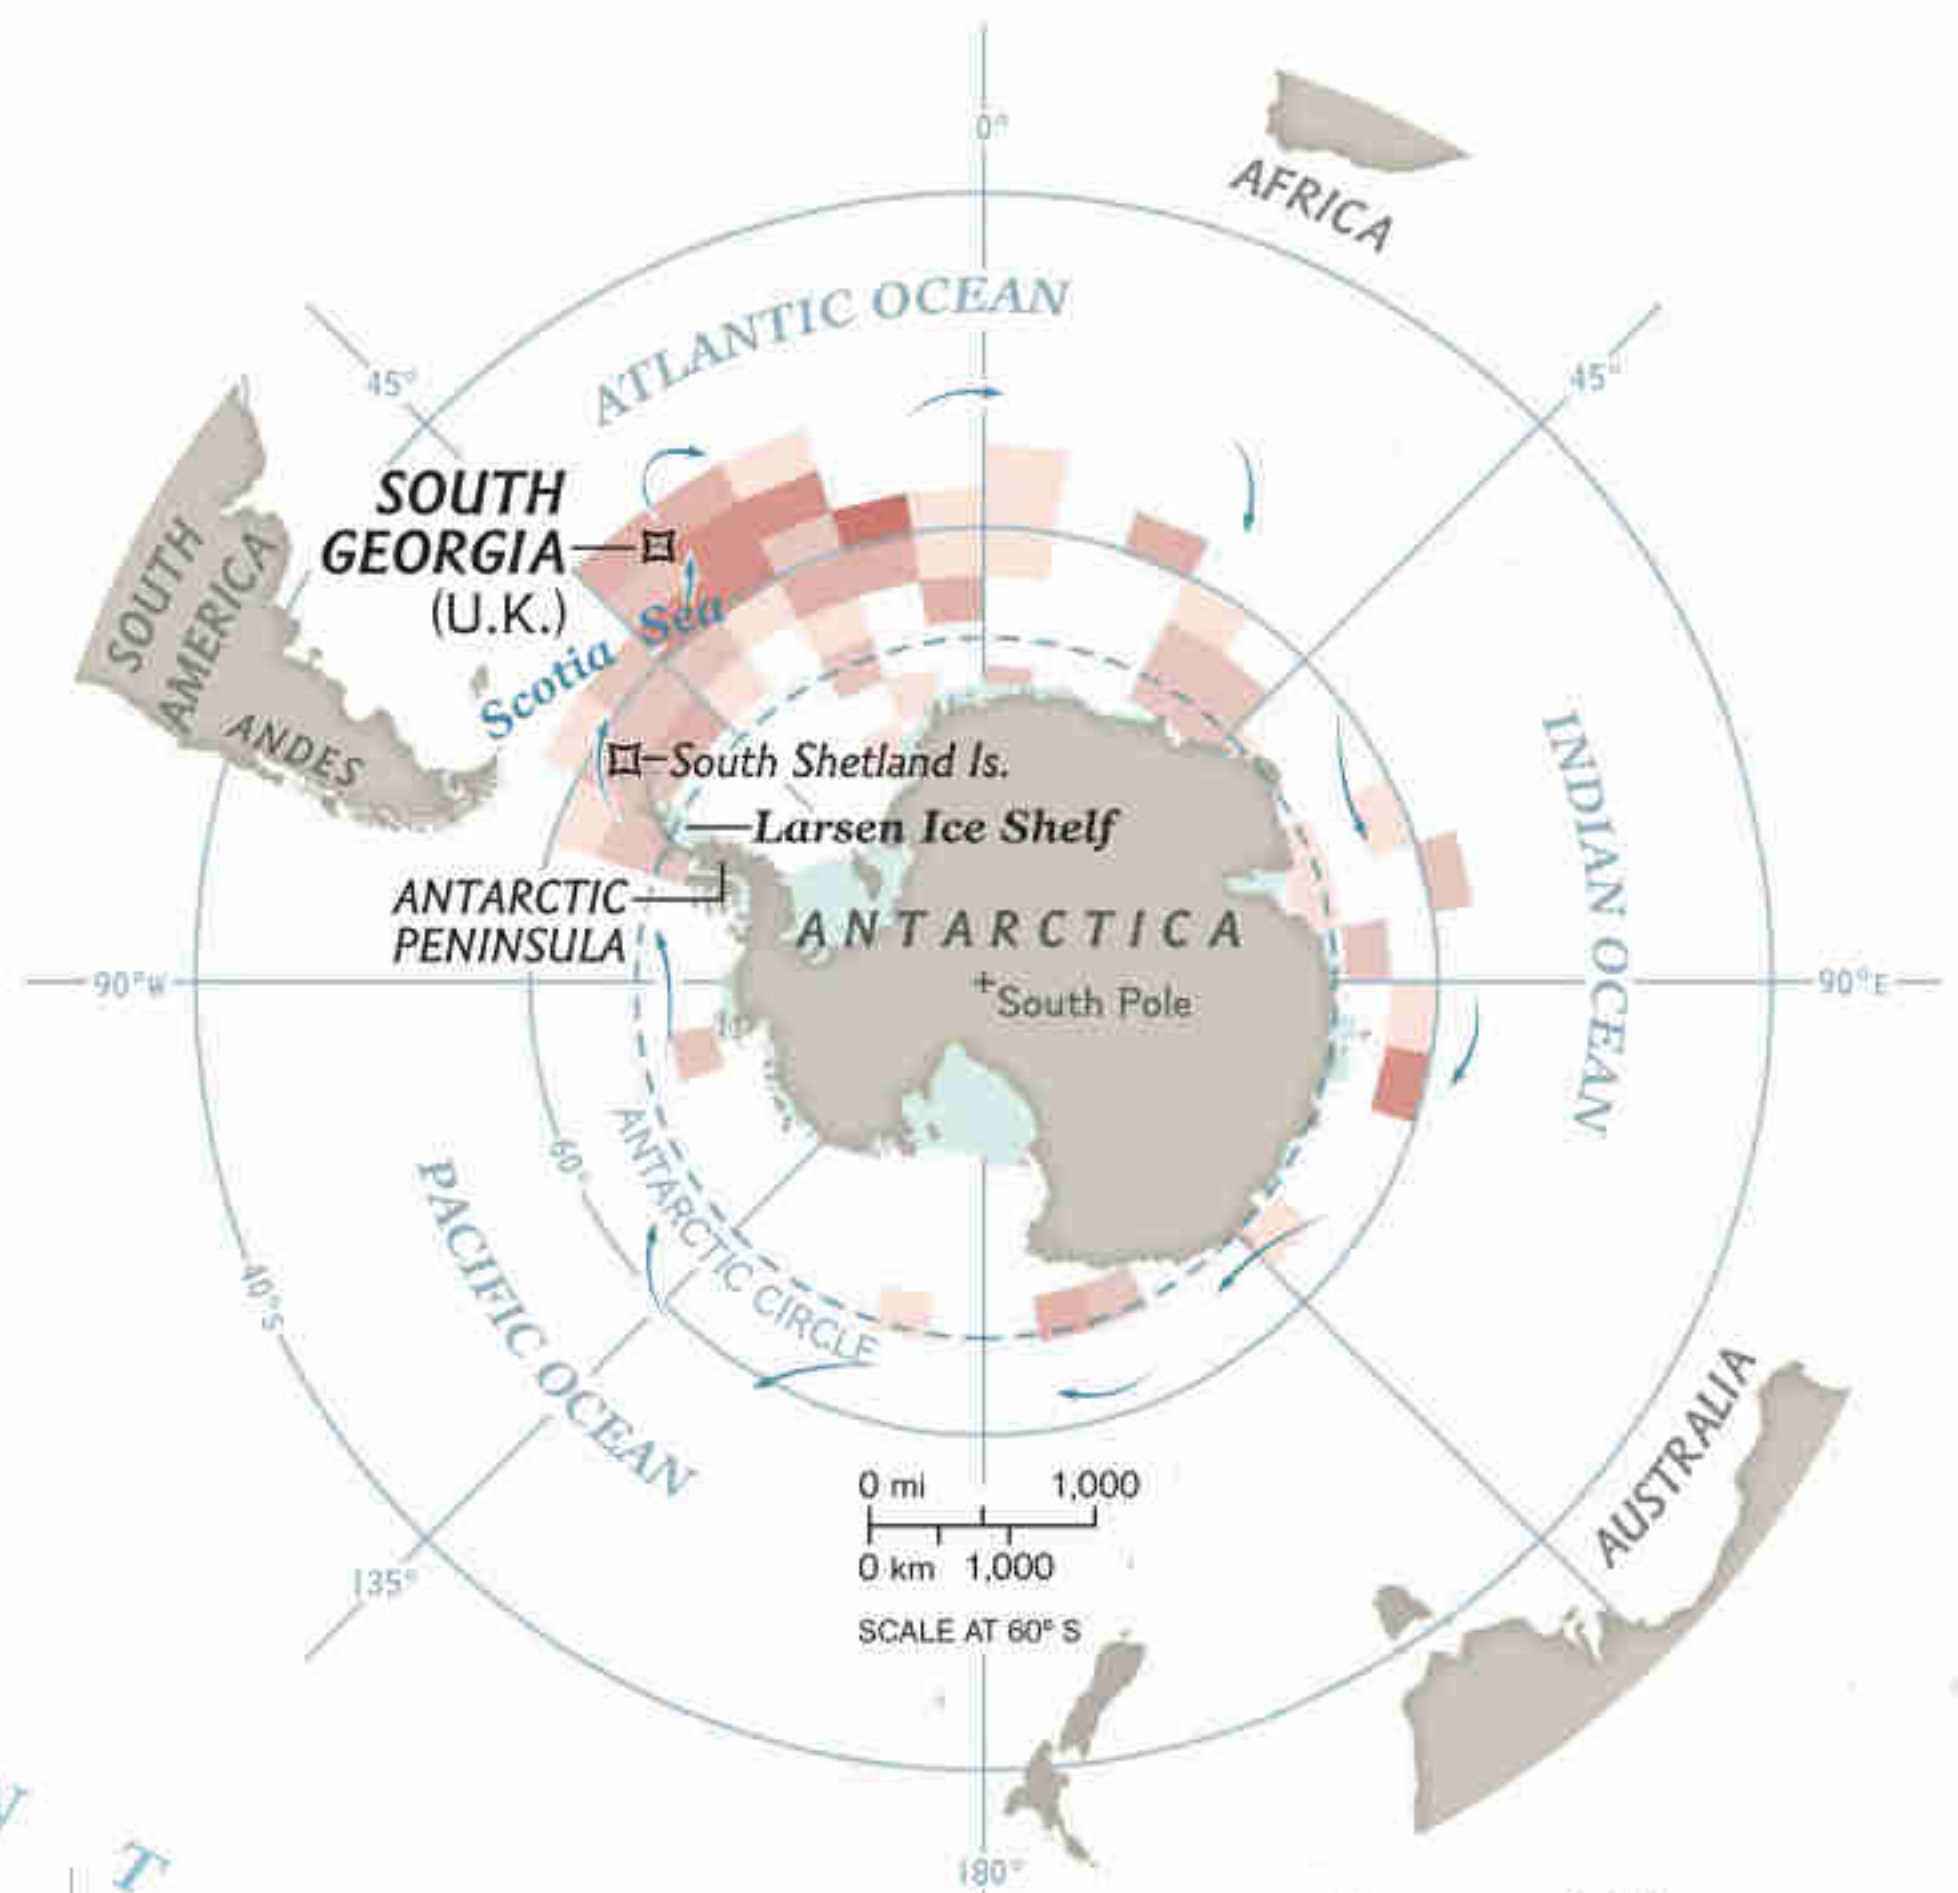 0°
AFRICA
ATLANTIC OCEAN
45°
45°
SOUTH
GEORGIA
(U.K.)
SOUTH
AMERICA
ANDES
Scotia Sea
South Shetland Is.
Larsen Ice Shelf
ANTARCTIC
PENINSULA
ANTARCTICA
South Pole
INDIAN OCEAN
90°W
90°E
60°
ANTARCTIC CIRCLE
PACIFIC OCEAN
40°S
135°
AUSTRALIA
0 mi 1,000
0 km 1,000
SCALE AT 60° S
180°
T